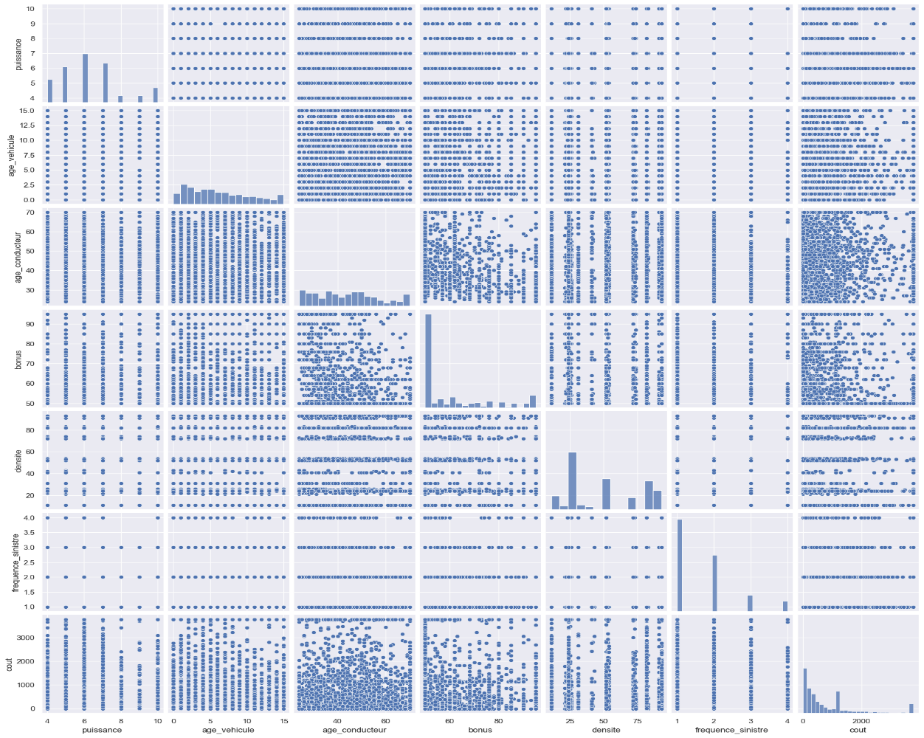 puissance
10
9
8
7
6
5
4
age_vehicule
15.0
12.5
10.0
7.5
5.0
2.5
0.0
age_conducteur
70
60
50
40
30
bonus
90
80
70
60
50
densite
80
60
40
20
frequence_sinistre
4.0
3.5
3.0
2.5
2.0
1.5
1.0
cout
3000
2000
1000
0
4 6 8 10
0 5 10 15
40 60
60 80
25 50 75
1 2 3 4
0 2000
puissance
age_vehicule
age_conducteur
bonus
densite
frequence_sinistre
cout